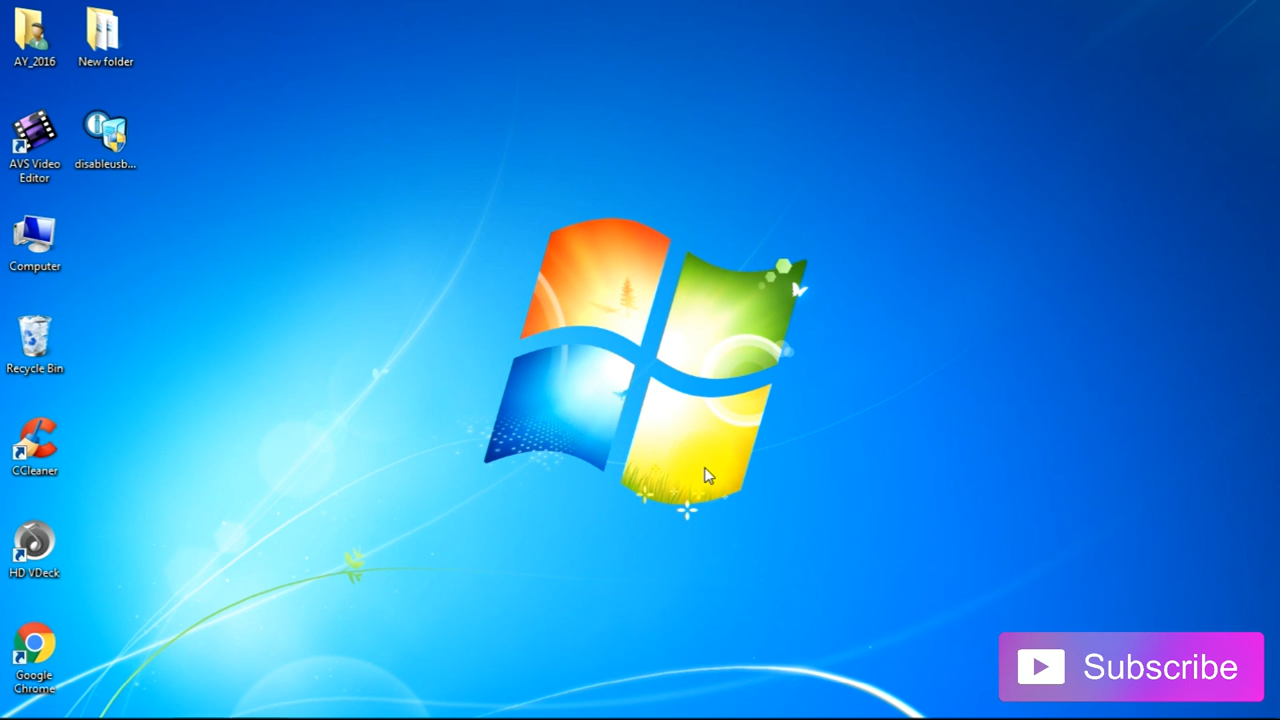 AY_2016
New folder
AVS Video
Editor
disableusb...
Computer
Recycle Bin
CCleaner
HD VDeck
Google
Chrome
Subscribe